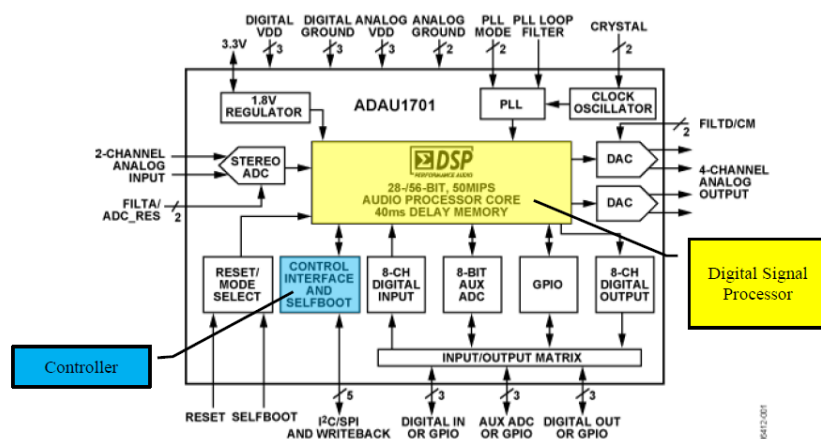 DIGITAL VDD
3
DIGITAL GROUND
3
ANALOG VDD
3
ANALOG GROUND
2
PLL MODE
2
PLL LOOP FILTER
CRYSTAL
2
3.3V
1.8V
REGULATOR
ADAU1701
PLL
CLOCK
OSCILLATOR
2
FILTD/CM
2-CHANNEL
ANALOG
INPUT
STEREO
ADC
FILTA/
ADC_RES
2
ΣDSP
PERFORMANCE AUDIO
28-/56-BIT, 50MIPS
AUDIO PROCESSOR CORE
40ms DELAY MEMORY
DAC
DAC
4-CHANNEL
ANALOG
OUTPUT
Digital Signal
Processor
RESET/
MODE
SELECT
CONTROL
INTERFACE
AND
SELFBOOT
8-CH
DIGITAL
INPUT
8-BIT
AUX
ADC
GPIO
8-CH
DIGITAL
OUTPUT
INPUT/OUTPUT MATRIX
Controller
RESET
SELFBOOT
5
I²C/SPI
AND WRITEBACK
3
DIGITAL IN
OR GPIO
3
AUX ADC
OR GPIO
3
DIGITAL OUT
OR GPIO